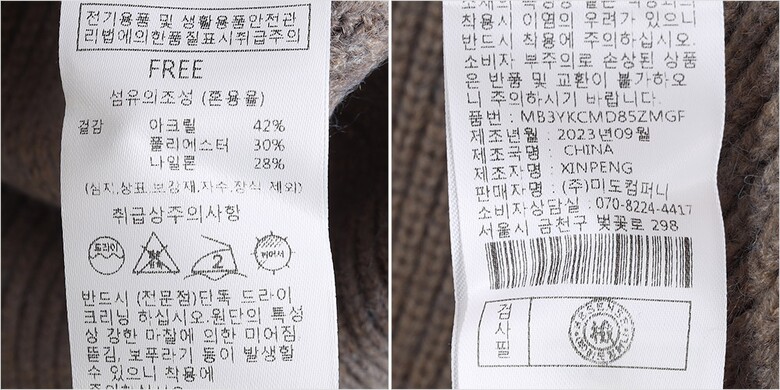 전기용품 및 생활용품안전관
리법에의한품질표시취급주의
FREE
섬유의조성 (혼용율)
겉감 아크릴 42%
폴리에스터 30%
나일론 28%
(심지,상표,보강재,자수,장식 제외)
취급상주의사항
드라이
2
뉘어서
반드시 (전문점)단독 드라이
크리닝 하십시오.원단의 특성
상 강한 마찰에 의한 미어짐
뜯김, 보푸라기 등이 발생할
수 있으니 착용에
착용시 이염의 우려가 있으니
반드시 착용에 주의하십시오.
소비자 부주의로 손상된 상품
은 반품 및 교환이 불가하오
니 주의하시기 바랍니다.
품번 : MB3YKCMD85ZMGF
제조년월 : 2023년09월
제조국명 : CHINA
제조자명 : XINPENG
판매자명 : (주)미도컴퍼니
소비자상담실 : 070-8224-4417
서울시 금천구 벚꽃로 298
검사필